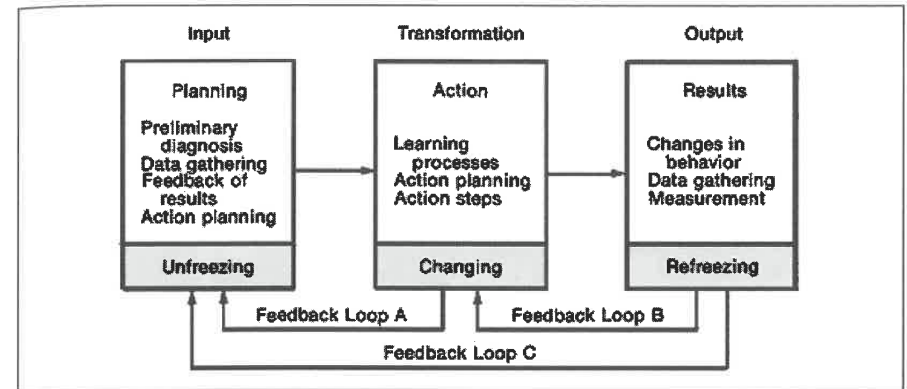 Input
Transformation
Output
Planning
Preliminary
diagnosis
Data gathering
Feedback of
results
Action planning
Unfreezing
Action
Learning
processes
Action planning
Action steps
Changing
Results
Changes in
behavior
Data gathering
Measurement
Refreezing
Feedback Loop A
Feedback Loop B
Feedback Loop C